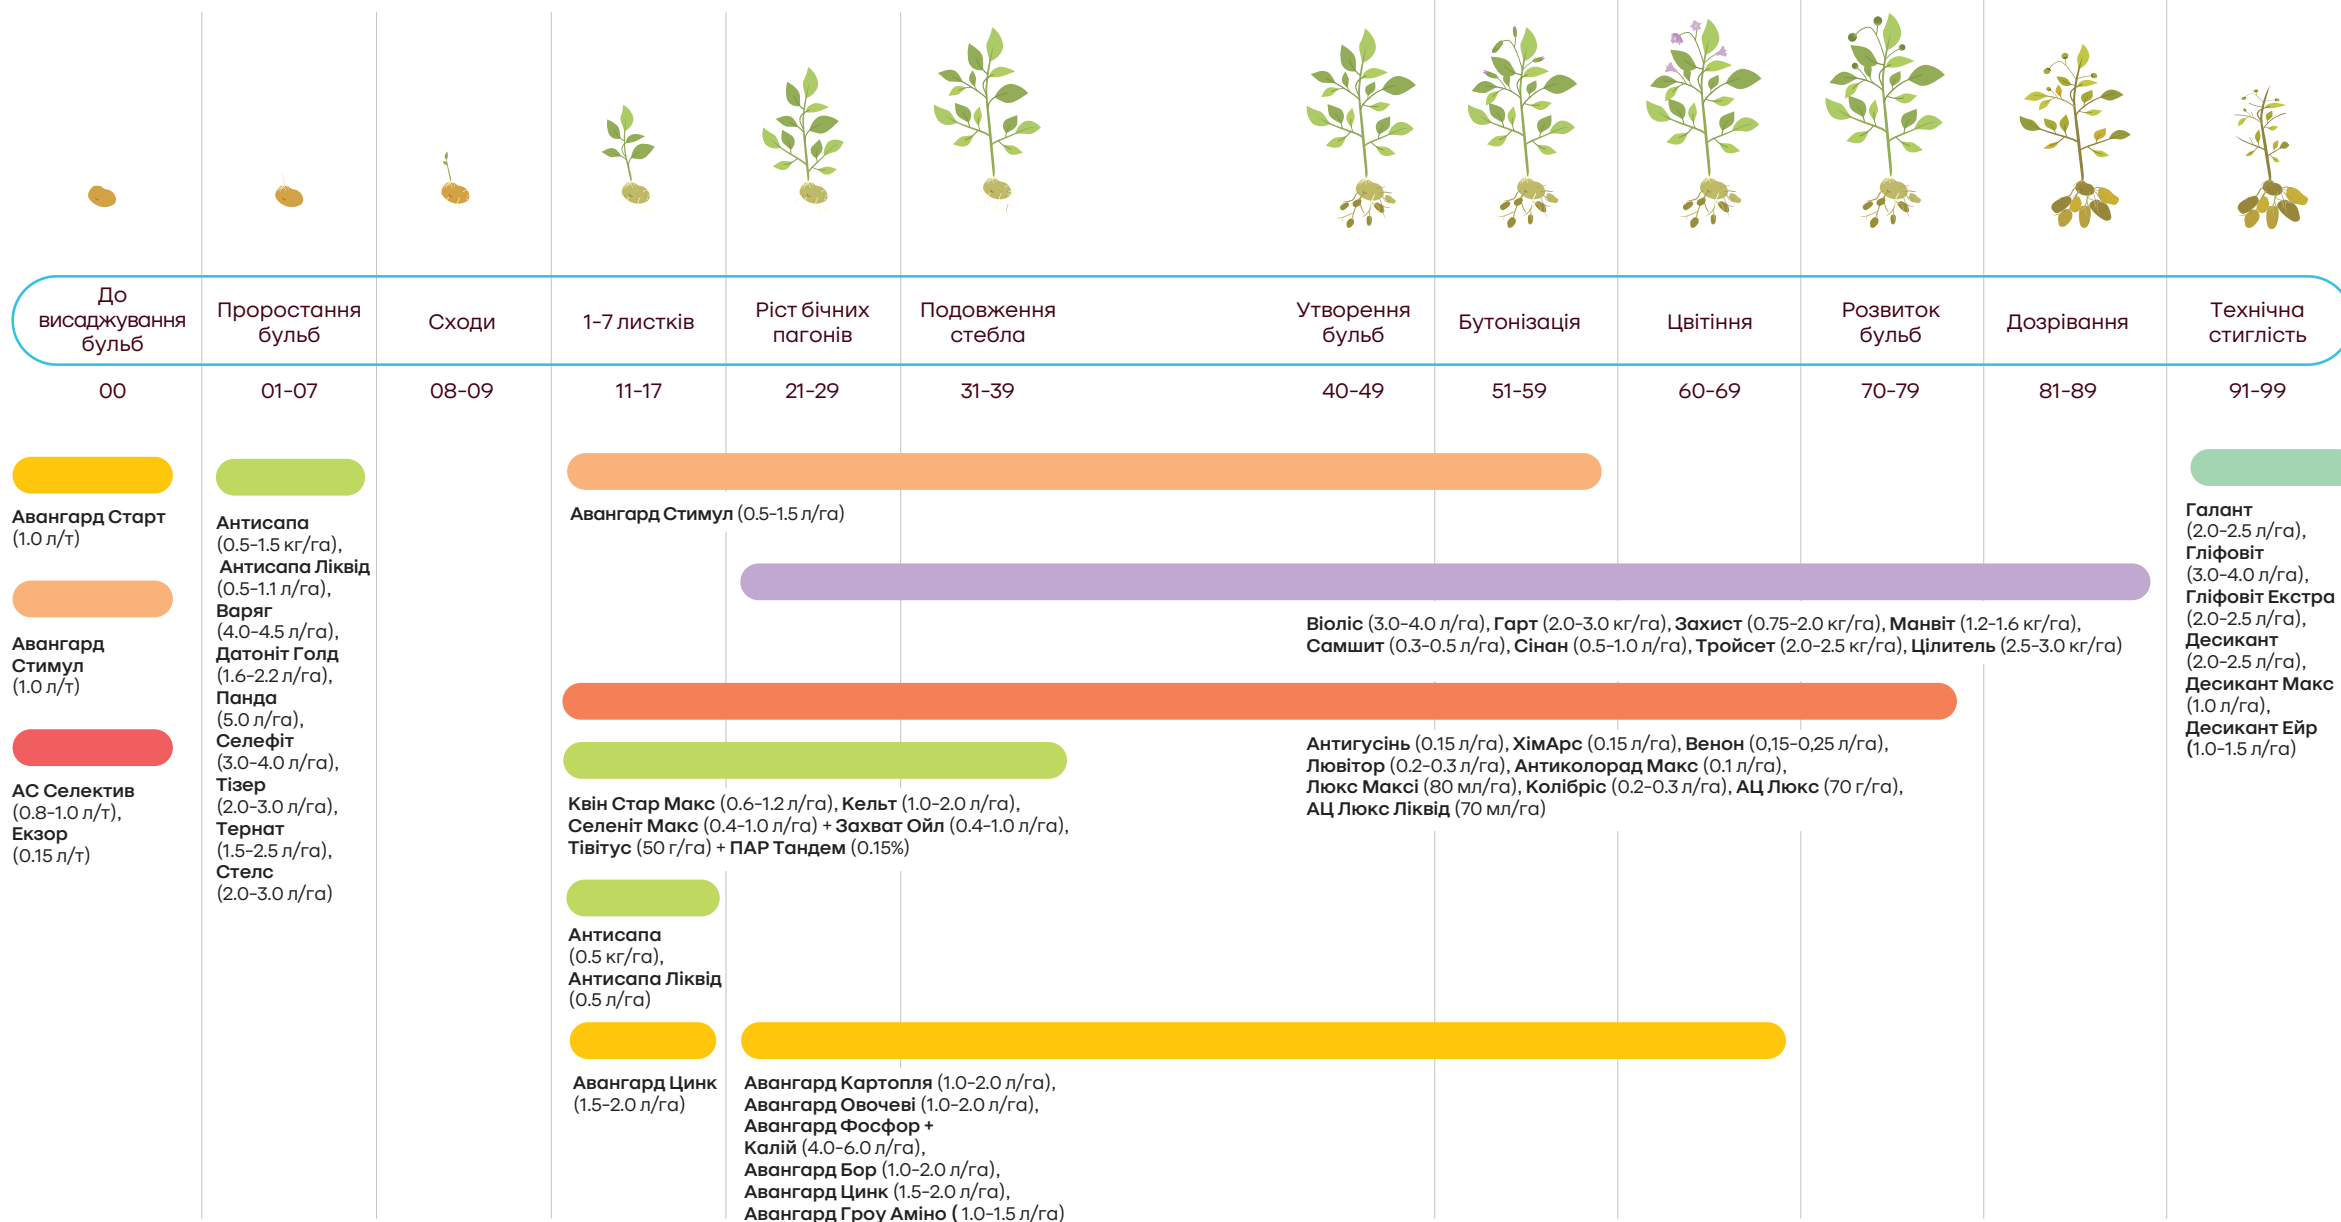 До
висаджування
бульб
Проростання
бульб
Сходи
1-7 листків
Ріст бічних
пагонів
Подовження
стебла
Утворення
бульб
Бутонізація
Цвітіння
Розвиток
бульб
Дозрівання
Технічна
стиглість
00
01-07
08-09
11-17
21-29
31-39
40-49
51-59
60-69
70-79
81-89
91-99
Авангард Старт
(1.0 л/т)
Авангард
Стимул
(1.0 л/т)
АС Селектив
(0.8-1.0 л/т),
Екзор
(0.15 л/т)
Антисапа
(0.5-1.5 кг/га),
Антисапа Ліквід
(0.5-1.1 л/га),
Варяг
(4.0-4.5 л/га),
Датоніт Голд
(1.6-2.2 л/га),
Панда
(5.0 л/га),
Селефіт
(3.0-4.0 л/га),
Тізер
(2.0-3.0 л/га),
Тернат
(1.5-2.5 л/га),
Стелс
(2.0-3.0 л/га)
Авангард Стимул (0.5-1.5 л/га)
Віоліс (3.0-4.0 л/га), Гарт (2.0-3.0 кг/га), Захист (0.75-2.0 кг/га), Манвіт (1.2-1.6 кг/га),
Самшит (0.3-0.5 л/га), Сінан (0.5-1.0 л/га), Тройсет (2.0-2.5 кг/га), Цілитель (2.5-3.0 кг/га)
Антигусінь (0.15 л/га), ХімАрс (0.15 л/га), Венон (0,15-0,25 л/га),
Лювітор (0.2-0.3 л/га), Антиколорад Макс (0.1 л/га),
Люкс Максі (80 мл/га), Колібріс (0.2-0.3 л/га), АЦ Люкс (70 г/га),
АЦ Люкс Ліквід (70 мл/га)
Квін Стар Макс (0.6-1.2 л/га), Кельт (1.0-2.0 л/га),
Селеніт Макс (0.4-1.0 л/га) + Захват Ойл (0.4-1.0 л/га),
Тівітус (50 г/га) + ПАР Тандем (0.15%)
Антисапа
(0.5 кг/га),
Антисапа Ліквід
(0.5 л/га)
Авангард Цинк
(1.5-2.0 л/га)
Авангард Картопля (1.0-2.0 л/га),
Авангард Овочеві (1.0-2.0 л/га),
Авангард Фосфор +
Калій (4.0-6.0 л/га),
Авангард Бор (1.0-2.0 л/га),
Авангард Цинк (1.5-2.0 л/га),
Авангард Гроу Аміно ( 1.0-1.5 л/га)
Галант
(2.0-2.5 л/га),
Гліфовіт
(3.0-4.0 л/га),
Гліфовіт Екстра
(2.0-2.5 л/га),
Десикант
(2.0-2.5 л/га),
Десикант Макс
(1.0 л/га),
Десикант Ейр
(1.0-1.5 л/га)